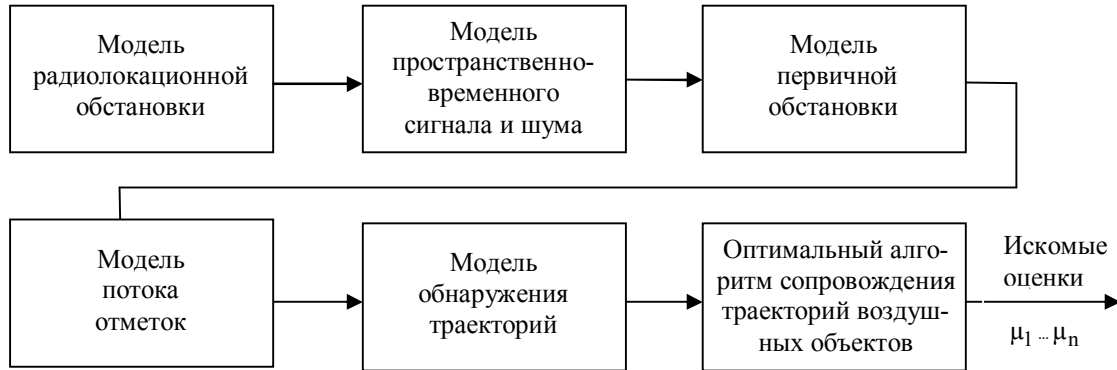 Модель
радиолокационной
обстановки
Модель
пространственно-
временного
сигнала и шума
Модель
первичной
обстановки
Модель
потока
отметок
Модель
обнаружения
траекторий
Оптимальный алго-
ритм сопровождения
траекторий воздуш-
ных объектов
Искомые
оценки
μ1 ... μn